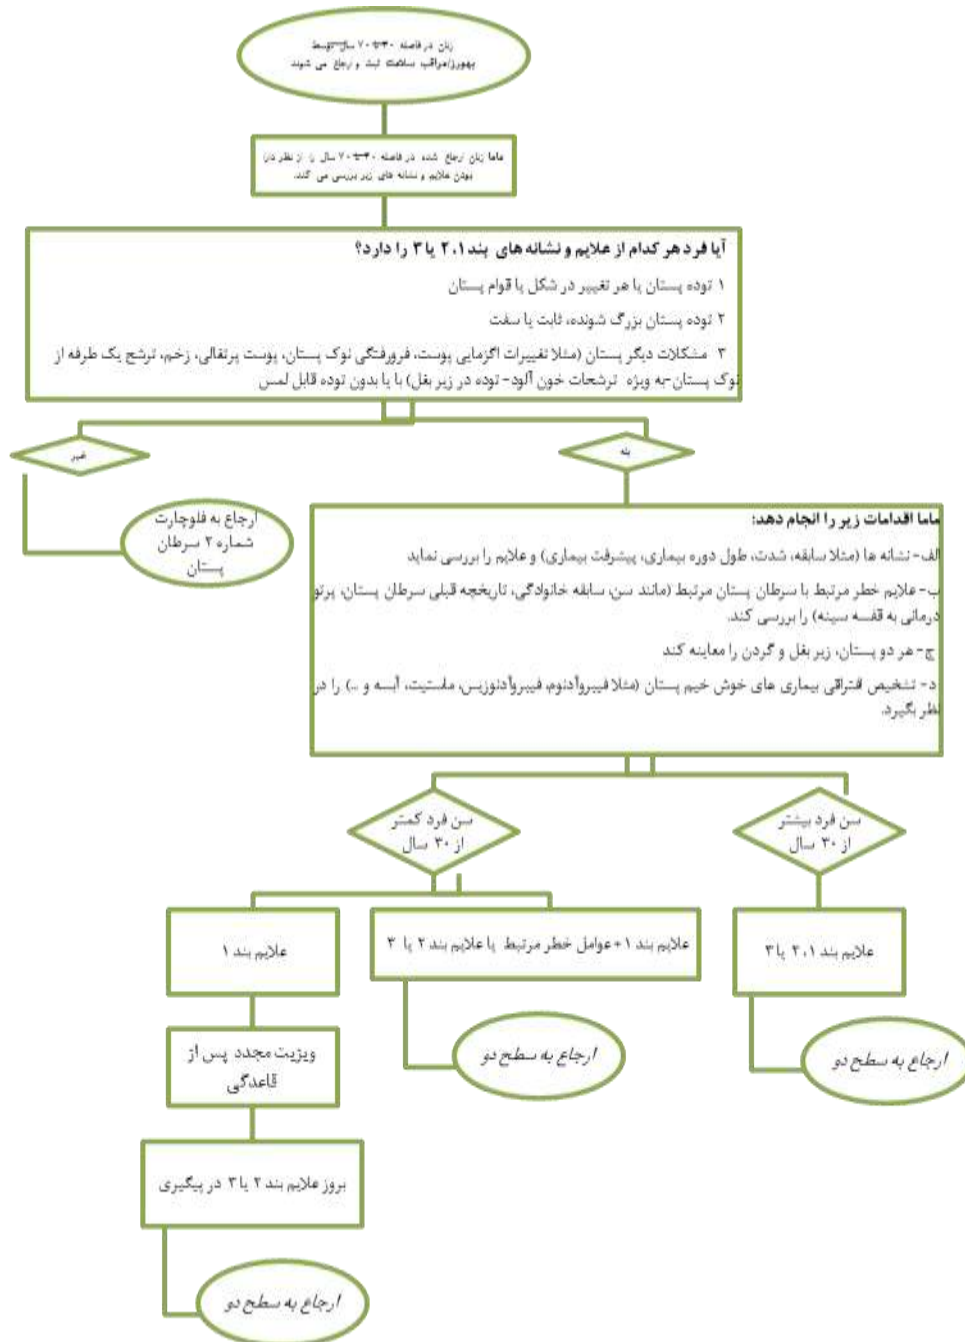 زنان در فاصله ۳۰ تا ۷۰ سال توسط
بهورز/مراقب سلامت ثبت و ارجاع می شوند
ماما زنان ارجاع شده در فاصله ۳۰ تا ۷۰ سال را از نظر دارا
بودن علایم و نشانه های زیر بررسی می کند.
آیا فرد هر کدام از علایم و نشانه های بند ۲،۱ یا ۳ را دارد؟
۱ توده پستان یا هر تغییر در شکل یا قوام پستان
۲ توده پستان بزرگ شونده، ثابت یا سفت
۳ مشکلات دیگر پستان (مثلا تغییرات اگزمایی پوست، فرورفتگی نوک پستان، پوست پرتقالی، زخم، ترشح یک طرفه از
نوک پستان-به ویژه ترشحات خون آلود- توده در زیر بغل) با یا بدون توده قابل لمس
خیر
بله
ارجاع به فلوچارت
شماره ۲ سرطان
پستان
ماما اقدامات زیر را انجام دهد:
الف- نشانه ها (مثلا سابقه، شدت، طول دوره بیماری، پیشرفت بیماری) و علایم را بررسی نماید
ب- علایم خطر مرتبط با سرطان پستان مرتبط (مانند سن، سابقه خانوادگی، تاریخچه قبلی سرطان پستان، پرتو
درمانی به قفسه سینه) را بررسی کند.
ج- هر دو پستان، زیر بغل و گردن را معاینه کند
د- تشخیص افتراقی بیماری های خوش خیم پستان (مثلا فیبروآدنوم، فیبروآدنوزیس، ماستیت، آبسه و ..) را در
نظر بگیرد.
سن فرد بیشتر
از ۳۰ سال
سن فرد کمتر
از ۳۰ سال
علایم بند ۲،۱ یا ۳
علایم بند ۱+ عوامل خطر مرتبط یا علایم بند ۲ یا ۳
علایم بند ۱
ارجاع به سطح دو
ارجاع به سطح دو
ویزیت مجدد پس از
قاعدگی
بروز علایم بند ۲ یا ۳ در پیگیری
ارجاع به سطح دو